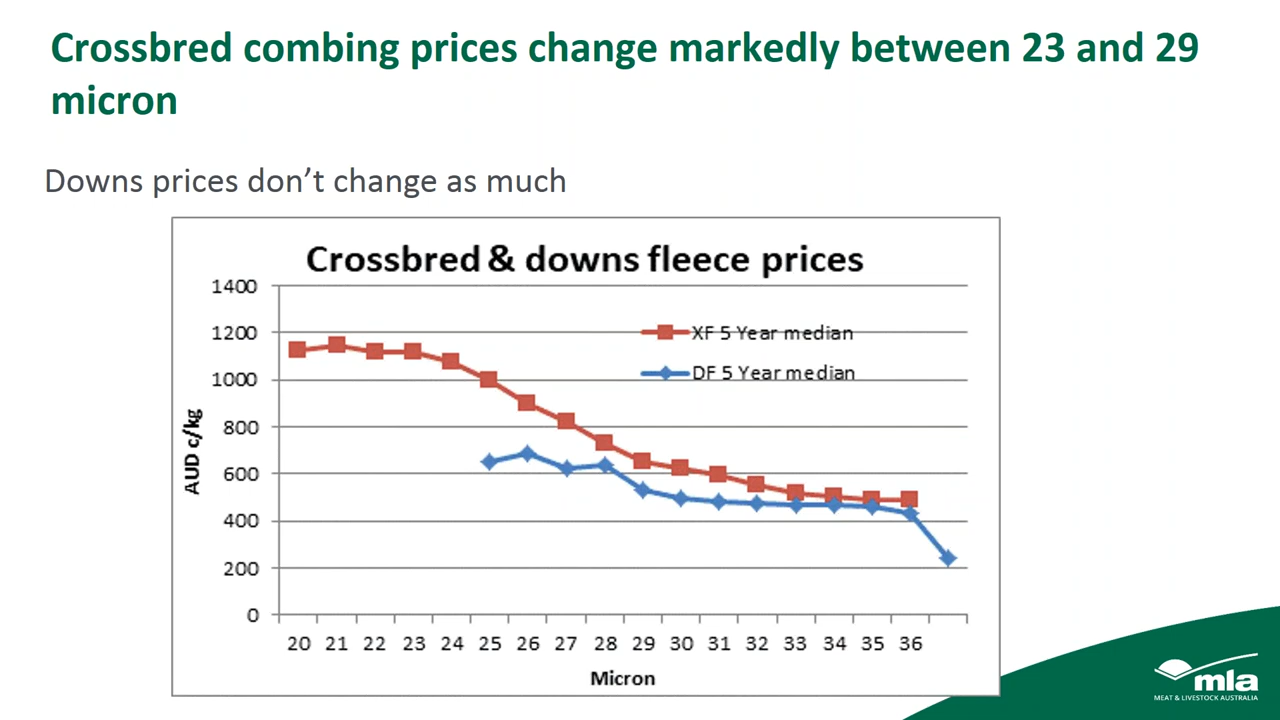 Crossbred combing prices change markedly between 23 and 29
micron
Downs prices don't change as much
Crossbred & downs fleece prices
1400
1200
1000
800
600
400
200
0
AUD c/kg
XF 5 Year median
DF 5 Year median
20 21 22 23 24 25 26 27 28 29 30 31 32 33 34 35 36
Micron
mla
MEAT & LIVESTOCK AUSTRALIA